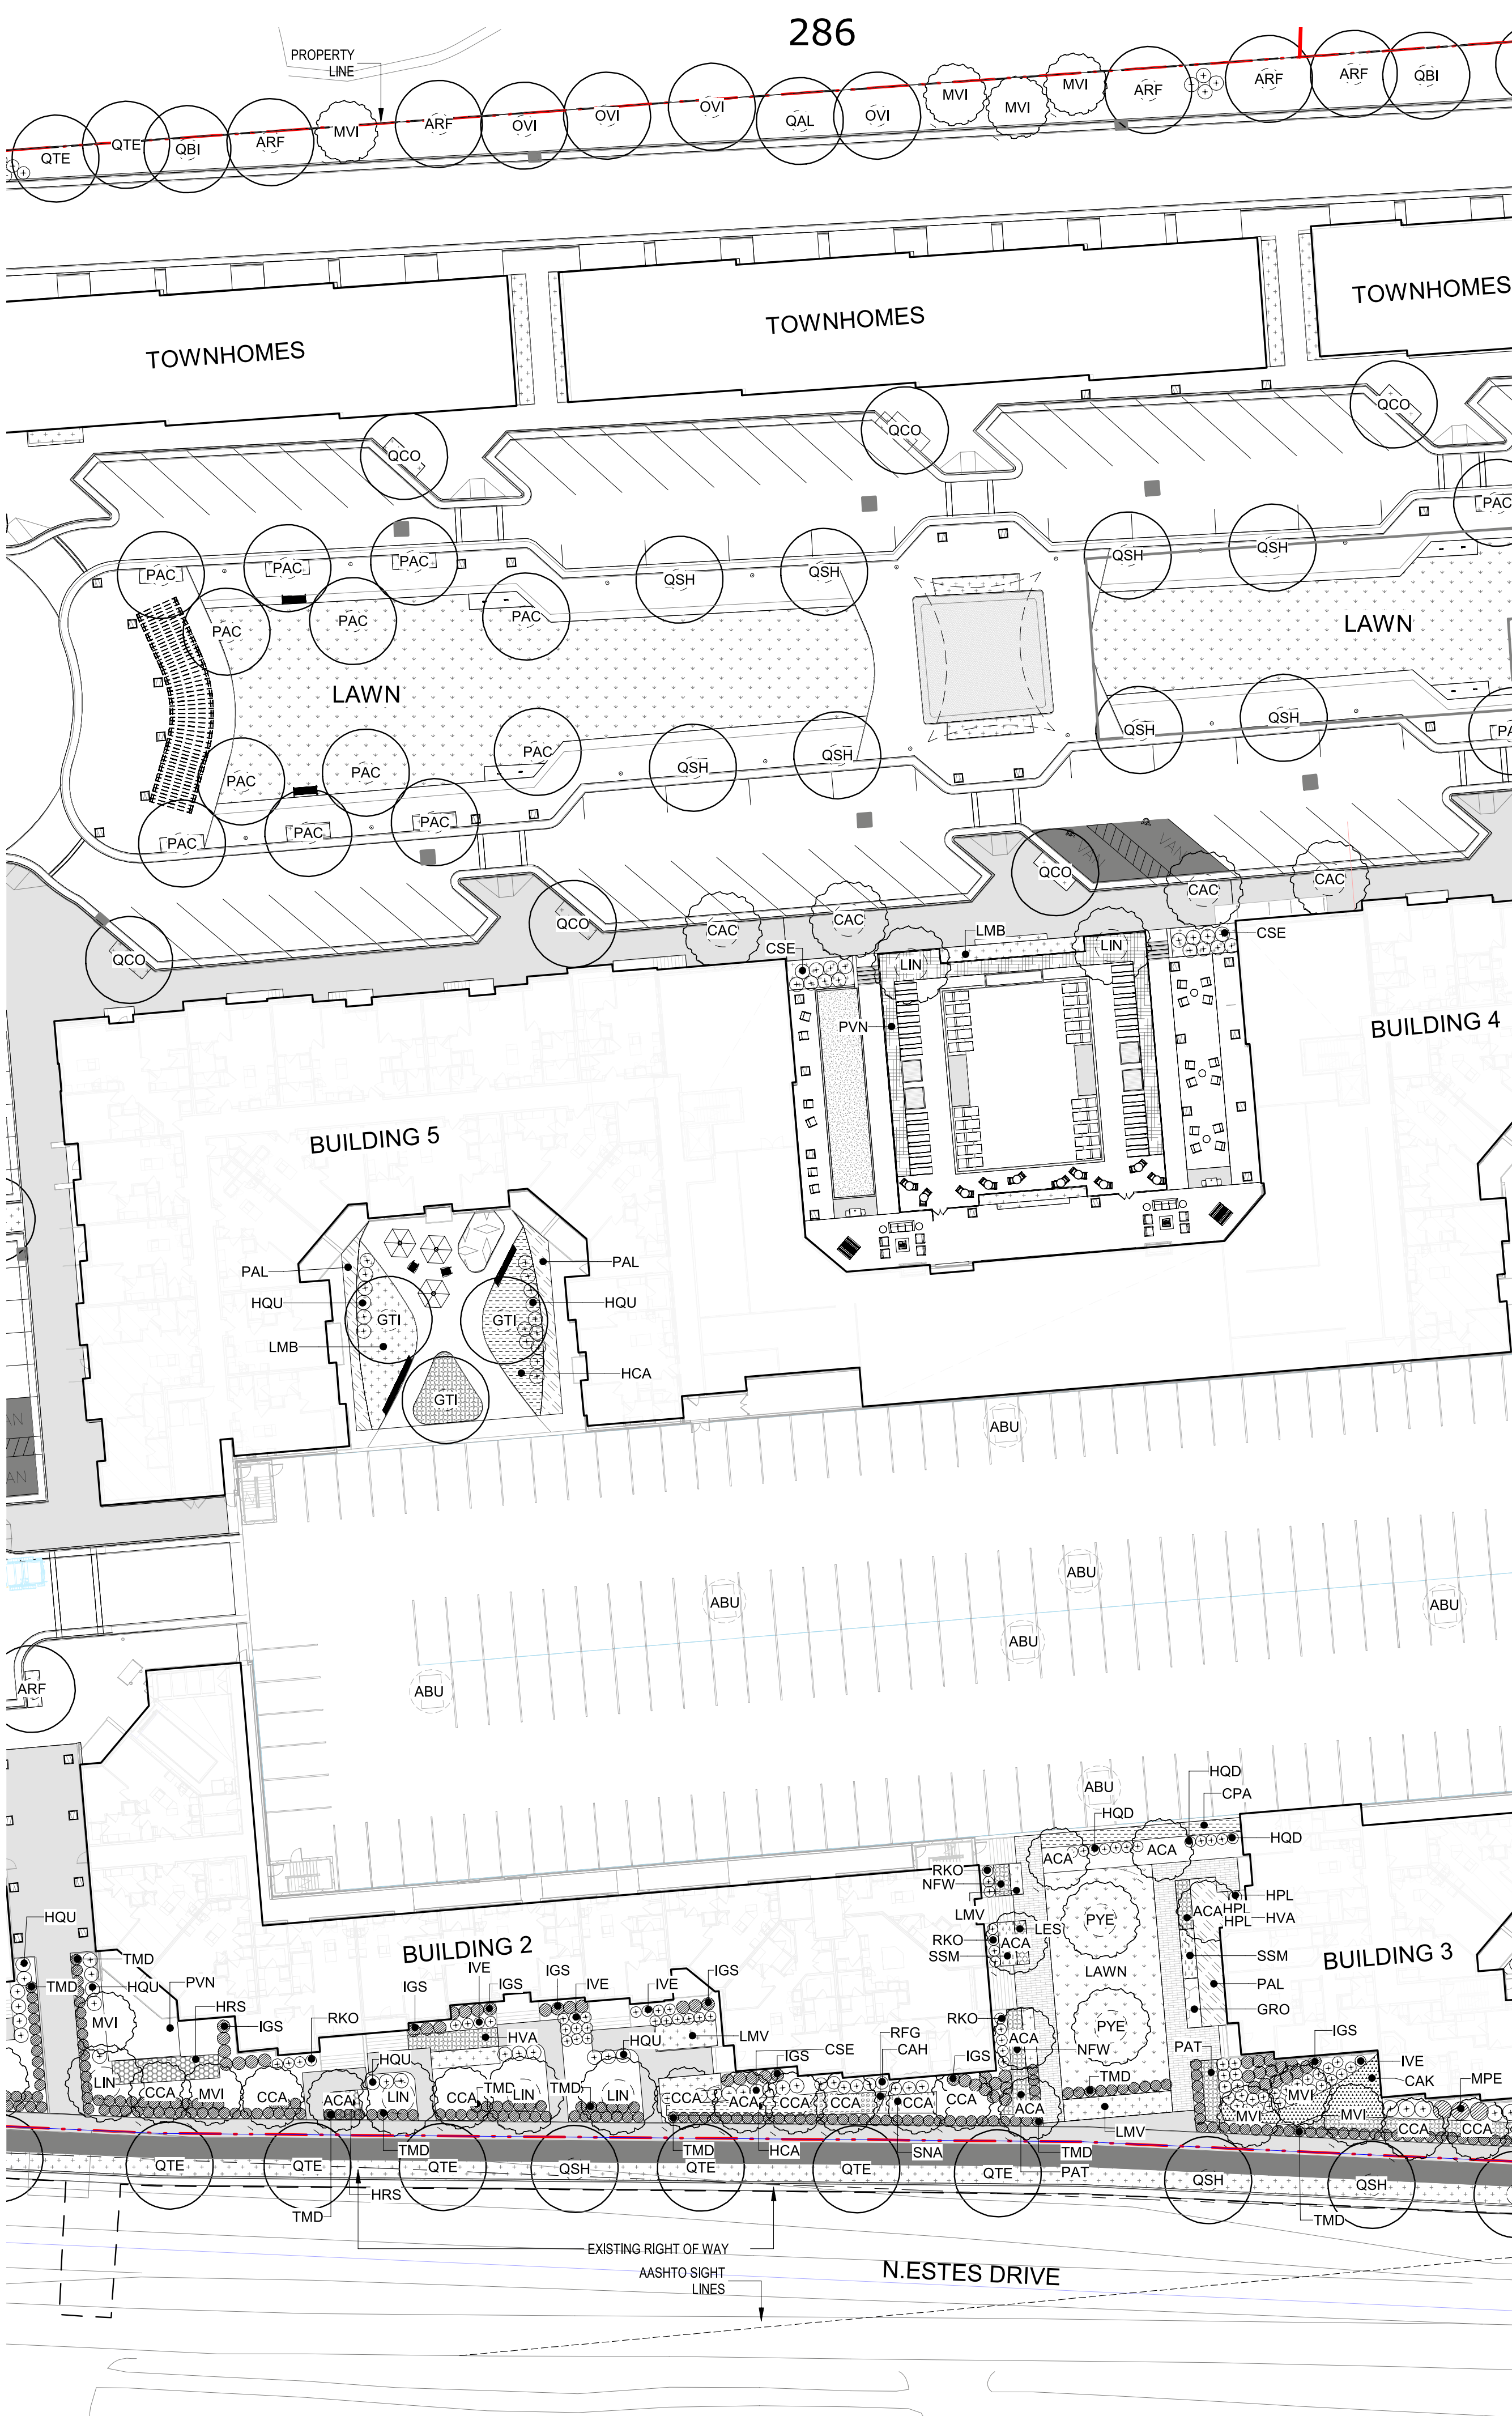 286
PROPERTY
LINE
QTE
QTE
QBI
ARF
MVI
ARF
OVI
OVI
OVI
QAL
OVI
MVI
MVI
MVI
ARF
ARF
ARF
QBI
TOWNHOMES
TOWNHOMES
TOWNHOMES
QCO
QCO
QCO
PAC
PAC
PAC
QSH
QSH
QSH
QSH
PAC
PAC
PAC
PAC
LAWN
LAWN
PAC
PAC
PAC
QSH
QSH
QSH
QSH
PA
PAC
PAC
PAC
VAN
VAN
QCO
QCO
QCO
CAC
CAC
CAC
CAC
CSE
LMB
CSE
LIN
LIN
PVN
BUILDING 4
BUILDING 5
PAL
PAL
HQU
HQU
GTI
GTI
LMB
HCA
GTI
ABU
AN
AN
ABU
ABU
ABU
ABU
ABU
ARF
ABU
HQD
CPA
HQD
HQD
ACA
ACA
RKO
NFW
HPL
ACA
HPL
HPL
HVA
LMV
LES
PYE
RKO
ACA
SSM
SSM
LAWN
PAL
GRO
BUILDING 2
BUILDING 3
HQU
TMD
TMD
HQU
PVN
MVI
HRS
IGS
RKO
IGS
IVE
IGS
IGS
IVE
IVE
IGS
HVA
HQU
LMV
HQU
RKO
ACA
PYE
NFW
RFG
CAH
CSE
IGS
IGS
PAT
IGS
IVE
CAK
MPE
TMD
LIN
CCA
MVI
CCA
ACA
LIN
CCA
TMD
LIN
TMD
LIN
CCA
ACA
CCA
CCA
CCA
CCA
ACA
MVI
MVI
MVI
CCA
CCA
TMD
TMD
HCA
SNA
TMD
LMV
PAT
QTE
QTE
QTE
QSH
QTE
QTE
QTE
QSH
QSH
HRS
TMD
TMD
EXISTING RIGHT OF WAY
N.ESTES DRIVE
AASHTO SIGHT
LINES